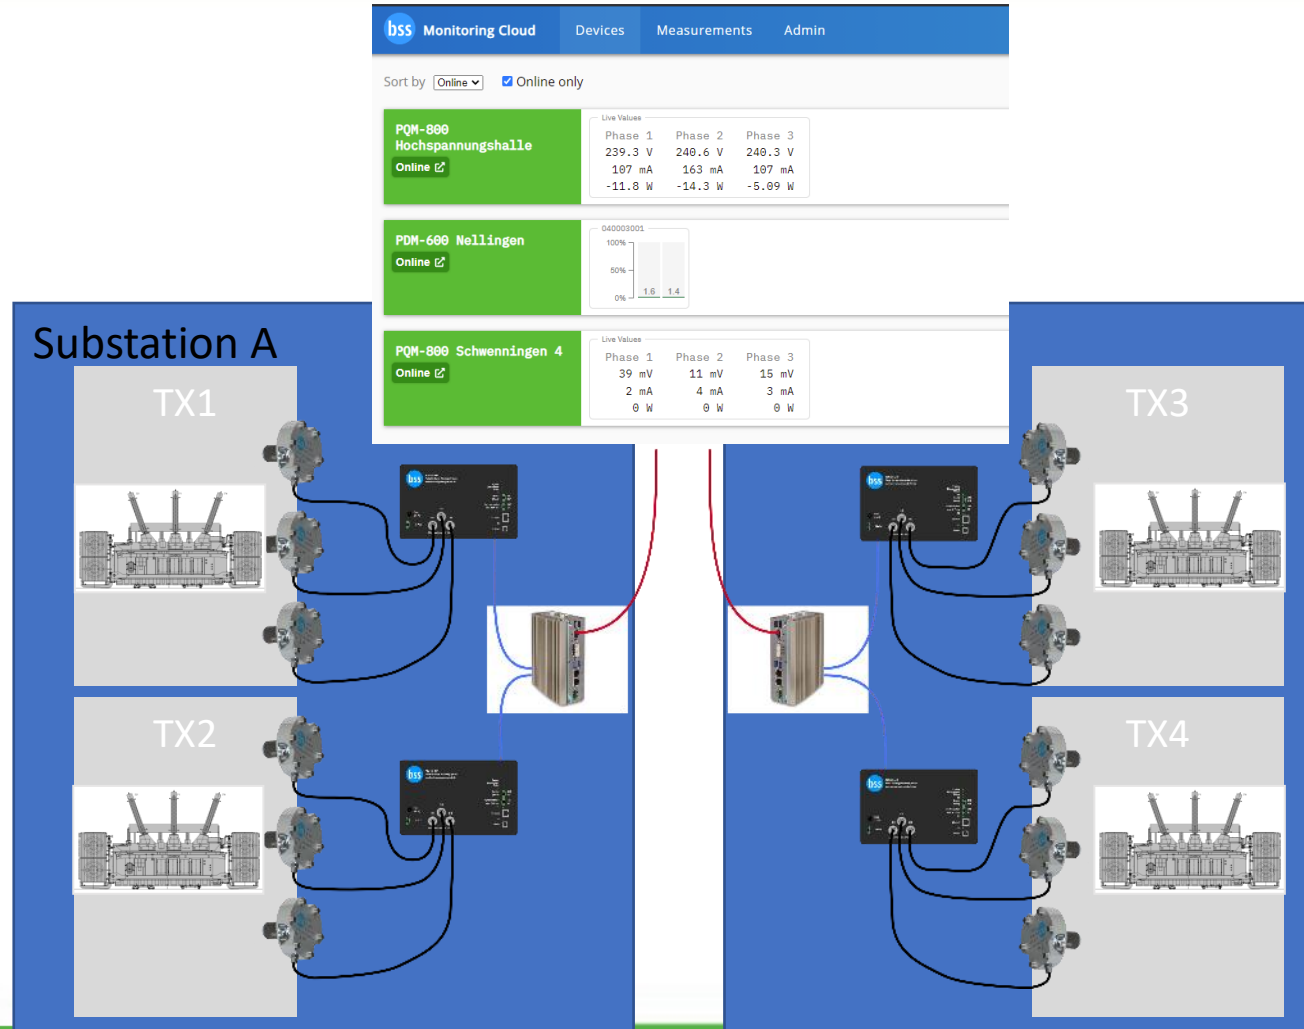 bss Monitoring Cloud Devices Measurements Admin
Sort by Online Online only
PQM-800
Hochspannungshalle
Online
Live Values
Phase 1 Phase 2 Phase 3
239.3 V 240.6 V 240.3 V
107 mA 163 mA 107 mA
-11.8 W -14.3 W -5.09 W
PDM-600 Nellingen
Online
040003001
100%
50%
0%
1.6 1.4
PQM-800 Schwenningen 4
Online
Live Values
Phase 1 Phase 2 Phase 3
39 mV 11 mV 15 mV
2 mA 4 mA 3 mA
0 W 0 W 0 W
Substation A
TX1
TX3
bss
bss
TX2
TX4
bss
bss